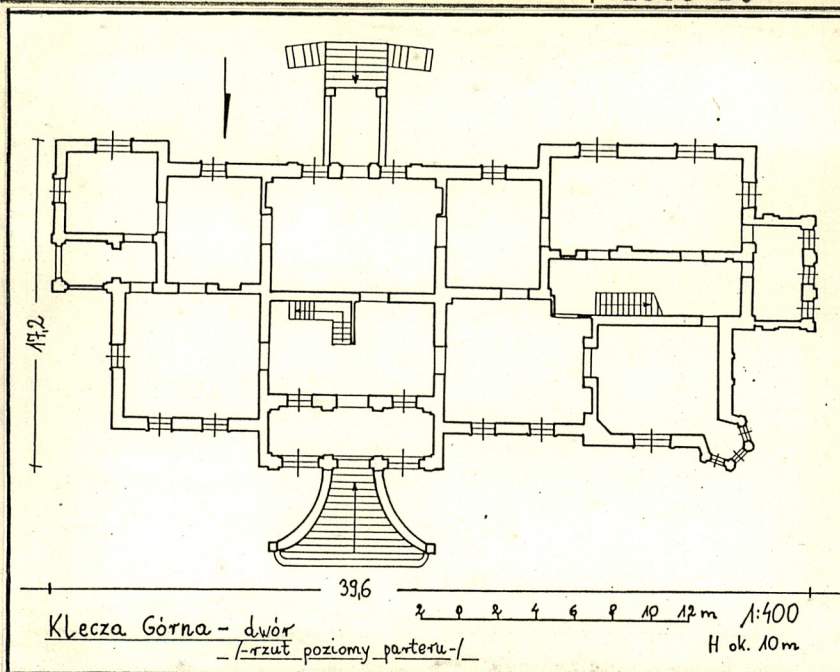 17,2
39,6
2 0 2 4 6 8 10 12 m 1:400
Klecza Górna - dwór
-/-rzut poziomy parteru-/-
H ok. 10 m